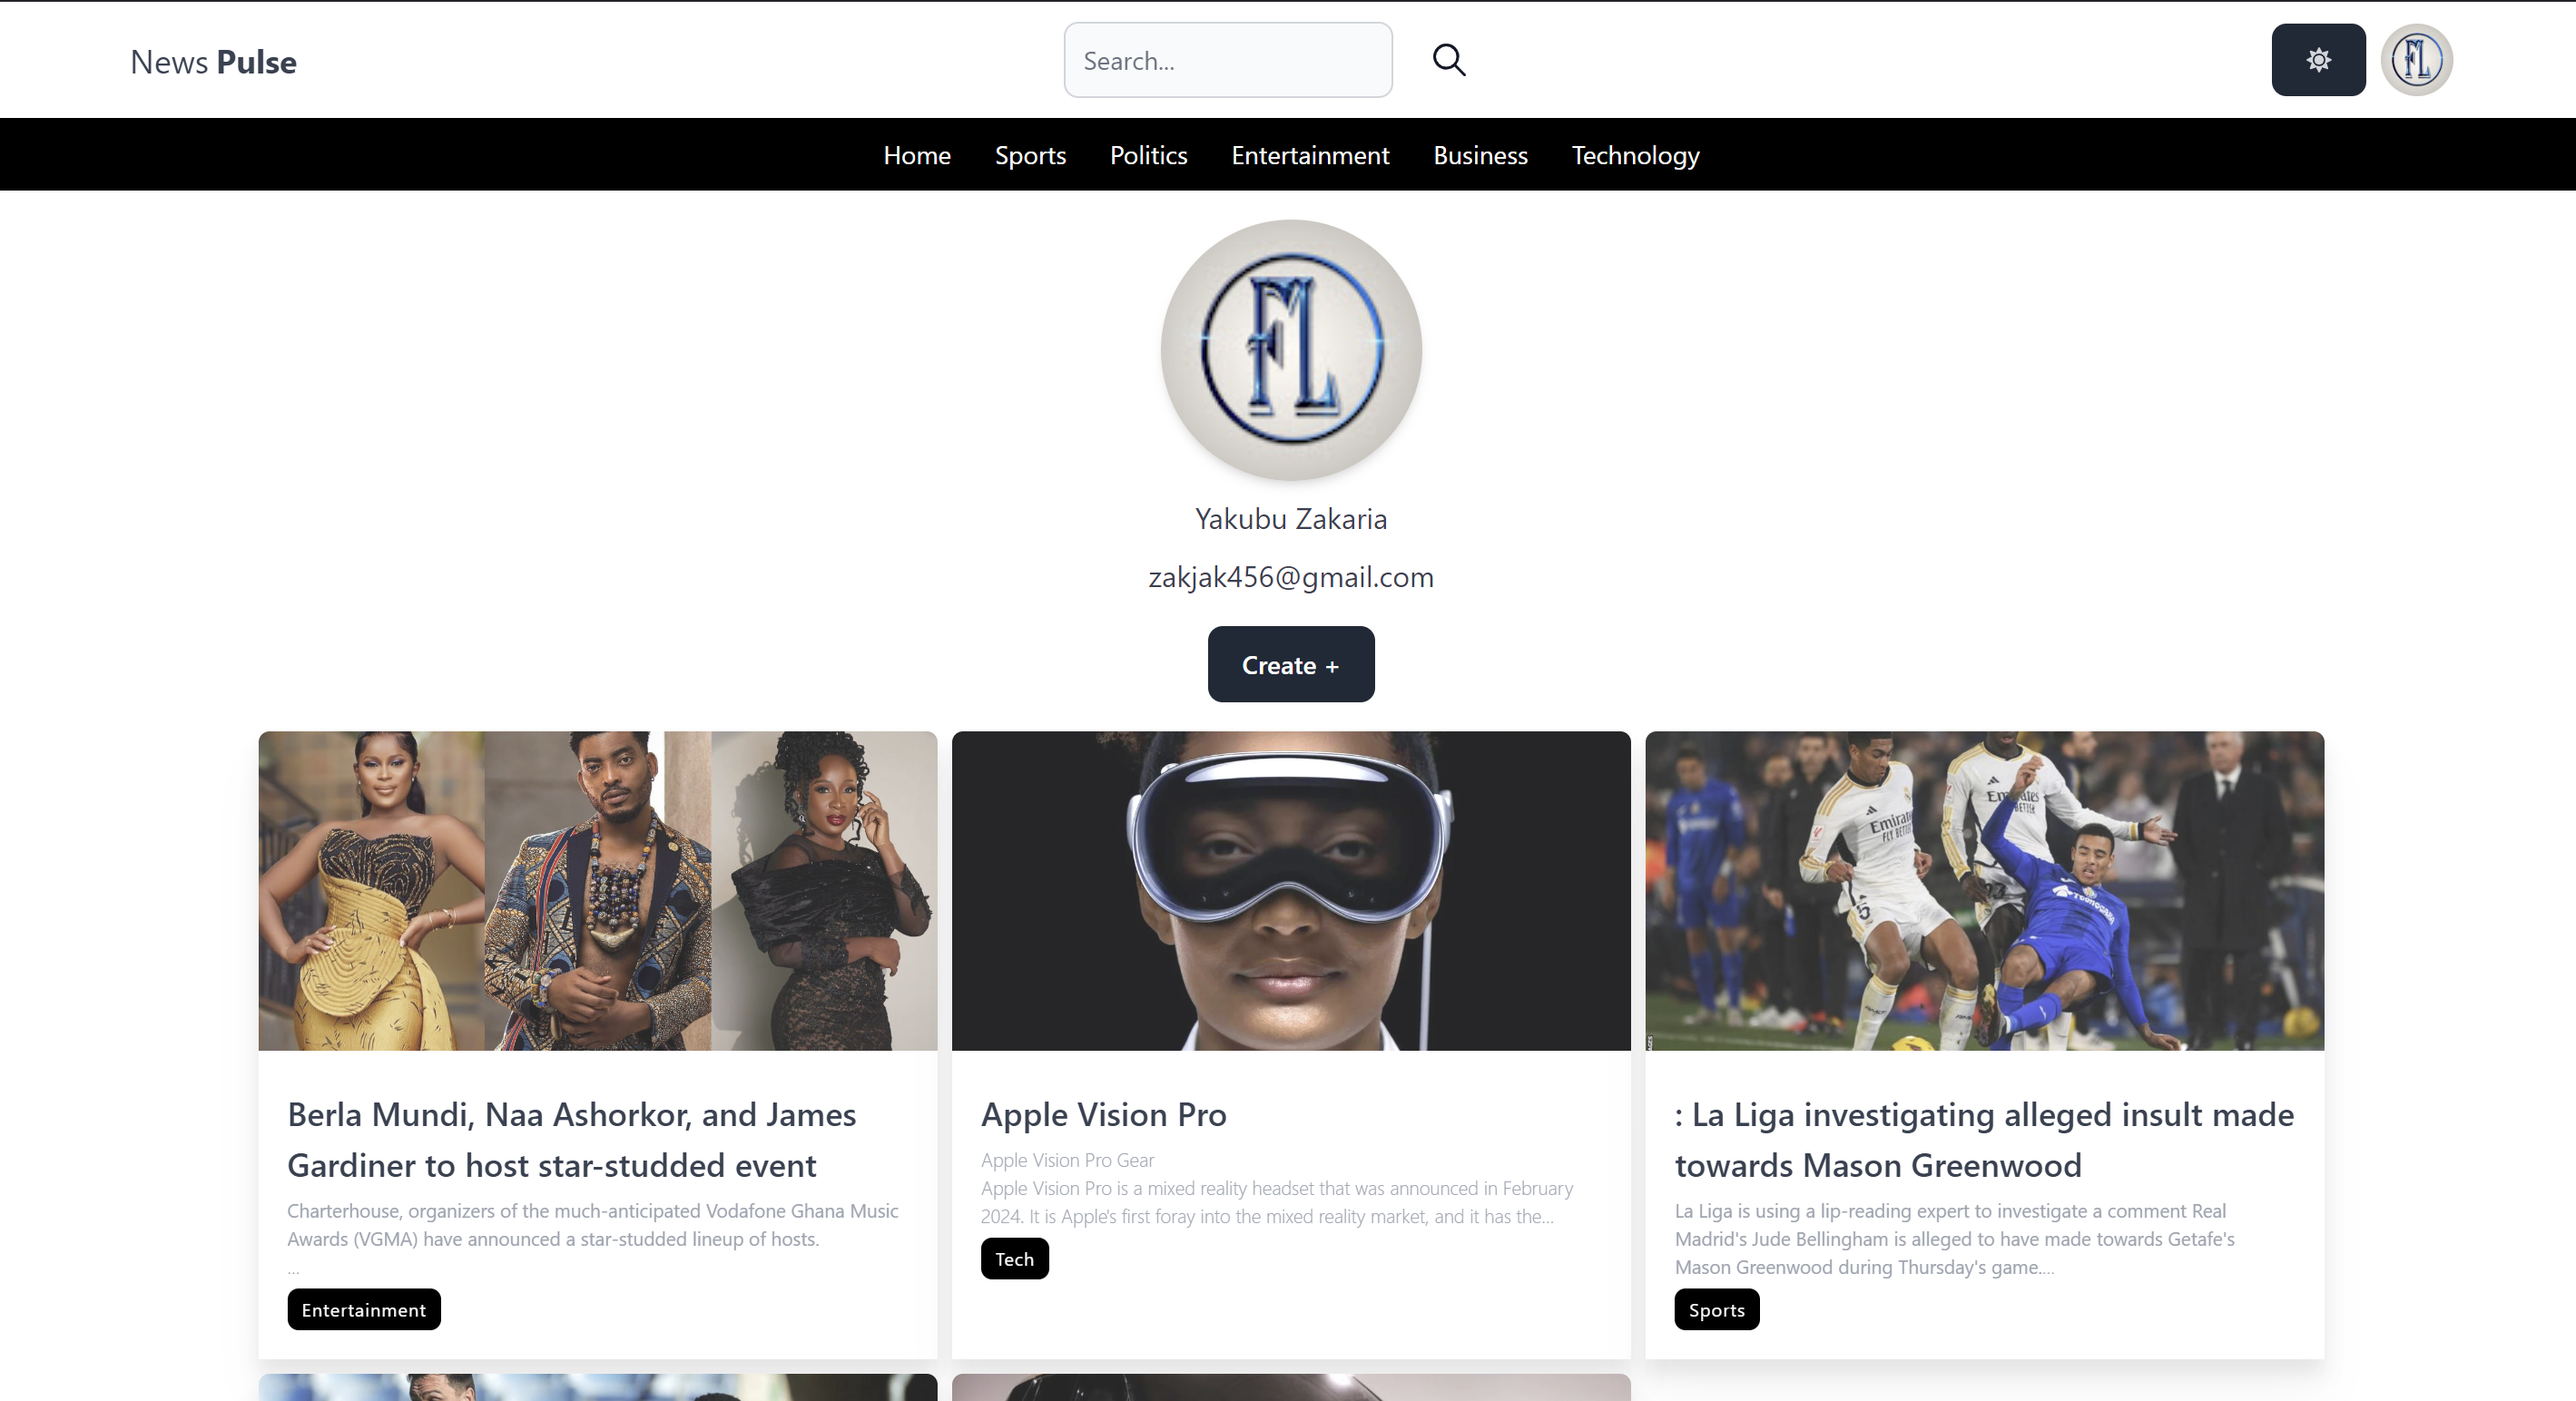 News Pulse
Search...
Home Sports Politics Entertainment Business Technology
FL
Yakubu Zakaria
zakjak456@gmail.com
Create +
Emirates
FLY BETTER
5
Berla Mundi, Naa Ashorkor, and James
Gardiner to host star-studded event
Charterhouse, organizers of the much-anticipated Vodafone Ghana Music
Awards (VGMA) have announced a star-studded lineup of hosts.
...
Entertainment
Apple Vision Pro
Apple Vision Pro Gear
Apple Vision Pro is a mixed reality headset that was announced in February
2024. It is Apple's first foray into the mixed reality market, and it has the...
Tech
: La Liga investigating alleged insult made
towards Mason Greenwood
La Liga is using a lip-reading expert to investigate a comment Real
Madrid's Jude Bellingham is alleged to have made towards Getafe's
Mason Greenwood during Thursday's game....
Sports